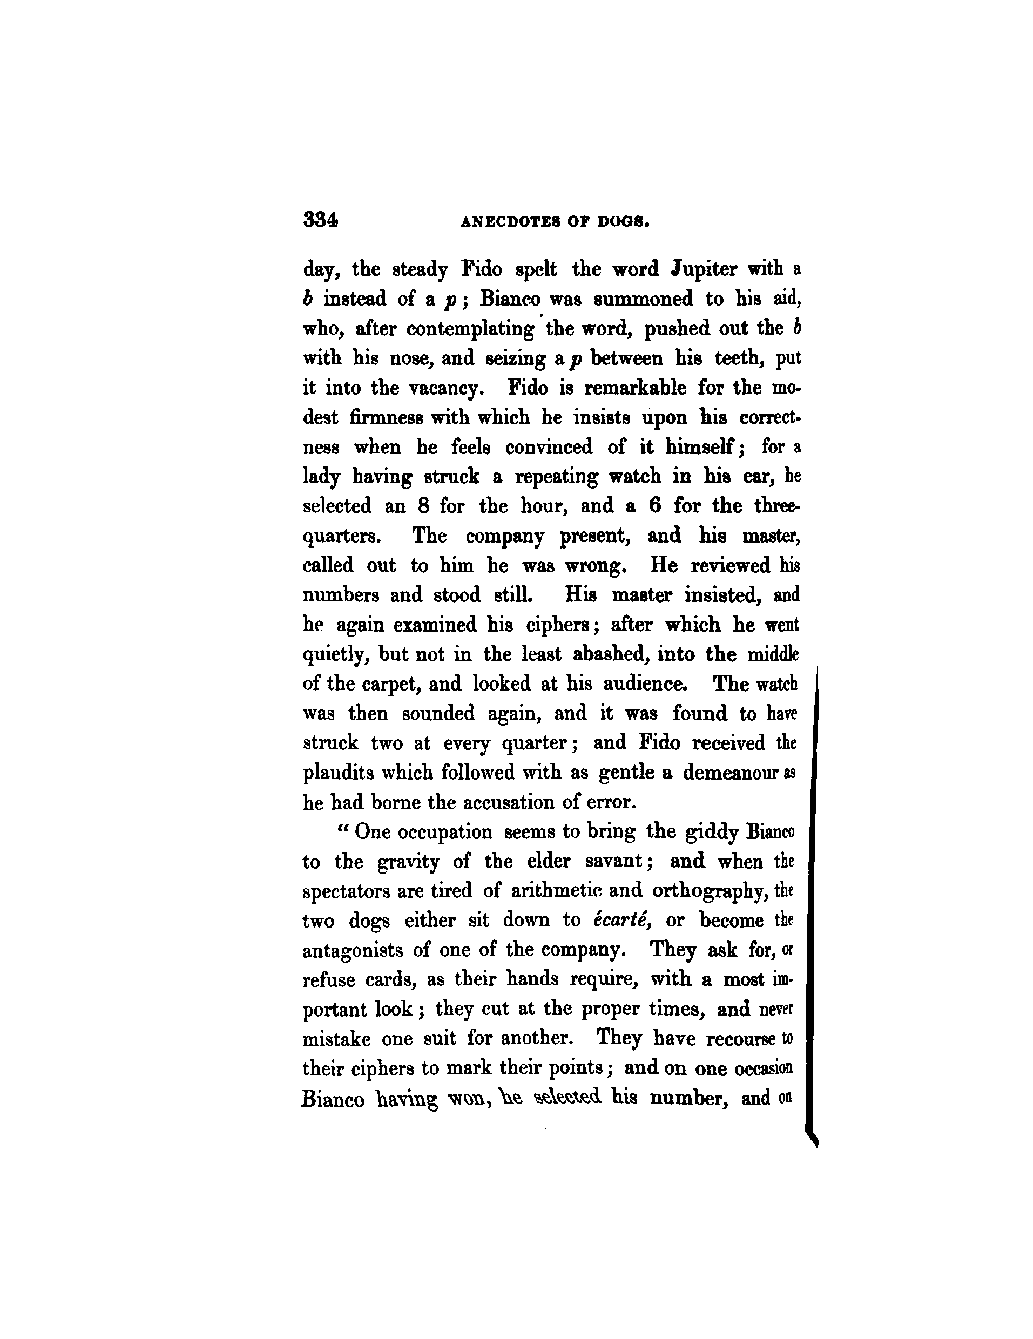 334 ANECDOTES OF DOGS.
day, the steady Fido spelt the word Jupiter with a
b instead of a p; Bianco was summoned to his aid,
who, after contemplating the word, pushed out the b
with his nose, and seizing a p between his teeth, put
it into the vacancy. Fido is remarkable for the mo-
dest firmness with which he insists upon his correct-
ness when he feels convinced of it himself; for a
lady having struck a repeating watch in his ear, he
selected an 8 for the hour, and a 6 for the three-
quarters. The company present, and his master,
called out to him he was wrong. He reviewed his
numbers and stood still. His master insisted, and
he again examined his ciphers; after which he went
quietly, but not in the least abashed, into the middle
of the carpet, and looked at his audience. The watch
was then sounded again, and it was found to have
struck two at every quarter; and Fido received the
plaudits which followed with as gentle a demeanour as
he had borne the accusation of error.
“One occupation seems to bring the giddy Bianco
to the gravity of the elder savant; and when the
spectators are tired of arithmetic and orthography, the
two dogs either sit down to écarté, or become the
antagonists of one of the company. They ask for, or
refuse cards, as their hands require, with a most im-
portant look; they cut at the proper times, and never
mistake one suit for another. They have recourse to
their ciphers to mark their points; and on one occasion
Bianco having won, he selected his number, and on